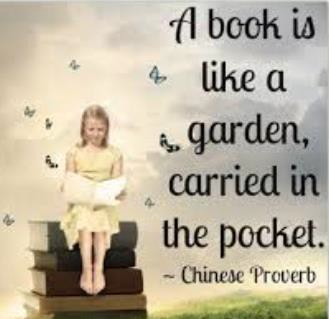 A book is
like a
garden,
carried in
the pocket.
~ Chinese Proverb